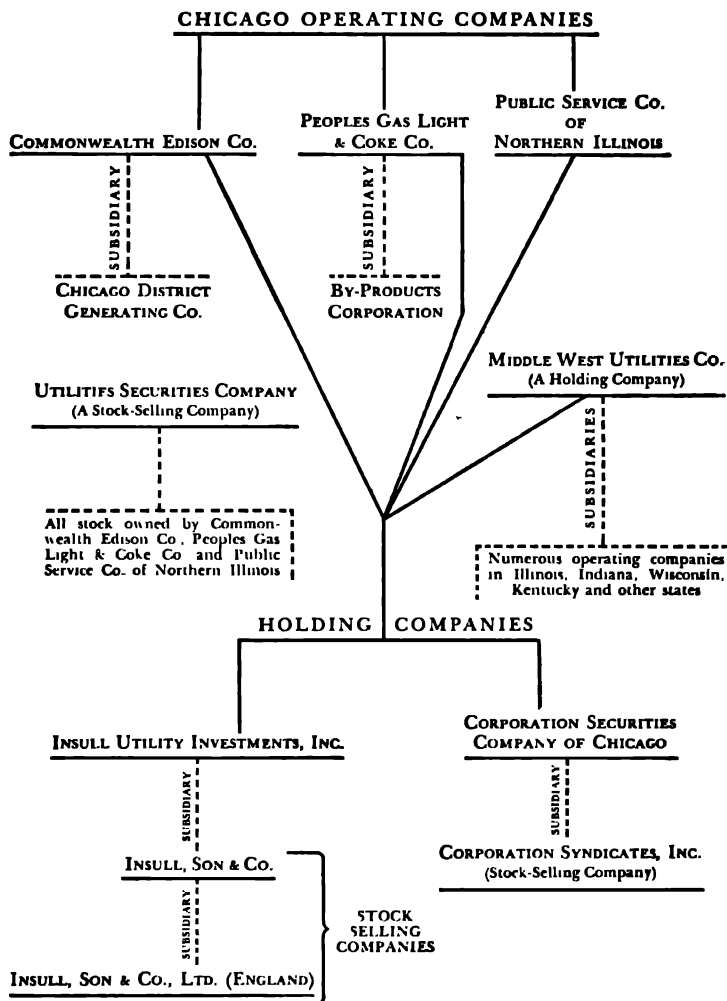 CHICAGO OPERATING COMPANIES
COMMONWEALTH EDISON CO.
PEOPLES GAS LIGHT
& COKE CO.
PUBLIC SERVICE CO.
OF
NORTHERN ILLINOIS
SUBSIDIARY
SUBSIDIARY
CHICAGO DISTRICT
GENERATING CO.
BY-PRODUCTS
CORPORATION
UTILITIFS SECURITIES COMPANY
(A Stock-Selling Company)
MIDDLE WEST UTILITIES CO.
(A Holding Company)
SUBSIDIARIES
All stock owned by Common-
wealth Edison Co., Peoples Gas
Light & Coke Co and Public
Service Co. of Northern Illinois
Numerous operating companies
in Illinois, Indiana, Wisconsin,
Kentucky and other states
HOLDING COMPANIES
INSULL UTILITY INVESTMENTS, INC.
CORPORATION SECURITIES
COMPANY OF CHICAGO
SUBSIDIARY
SUBSIDIARY
INSULL, SON & CO.
CORPORATION SYNDICATES, INC.
(Stock-Selling Company)
SUBSIDIARY
STOCK
SELLING
COMPANIES
INSULL, SON & CO., LTD. (ENGLAND)